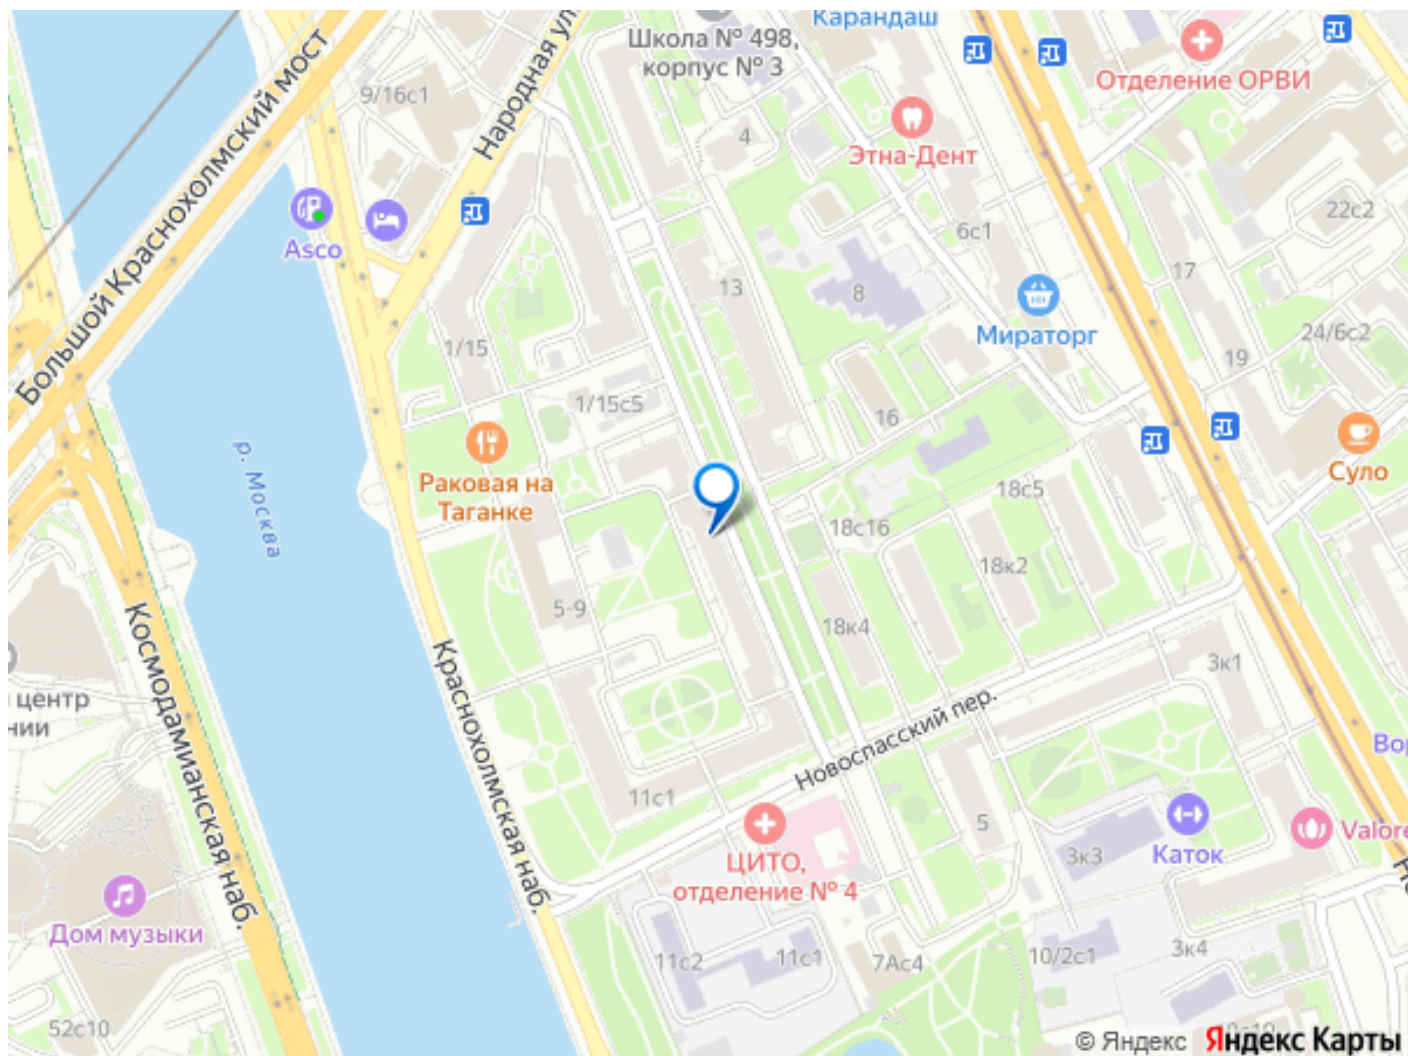 Карандаш
Школа № 498,
корпус № 3
Отделение ОРВИ
Народная ул.
9/16с1
Большой Краснохолмский мост
4
Этна-Дент
Asco
6с1
22с2
17
13
8
Мираторг
1/15
24/6с2
19
1/15с5
16
р. Москва
Раковая на
Таганке
Суло
18с5
18с16
18к2
5-9
18к4
Космодамианская наб.
Краснохолмская наб.
3к1
центр
нии
Новоспасский пер.
11с1
5
3к3
Каток
Valore
ЦИТО,
отделение № 4
Дом музыки
11с2
11с1
7Ас4
10/2с1
3к4
52с10
© Яндекс Яндекс Карты